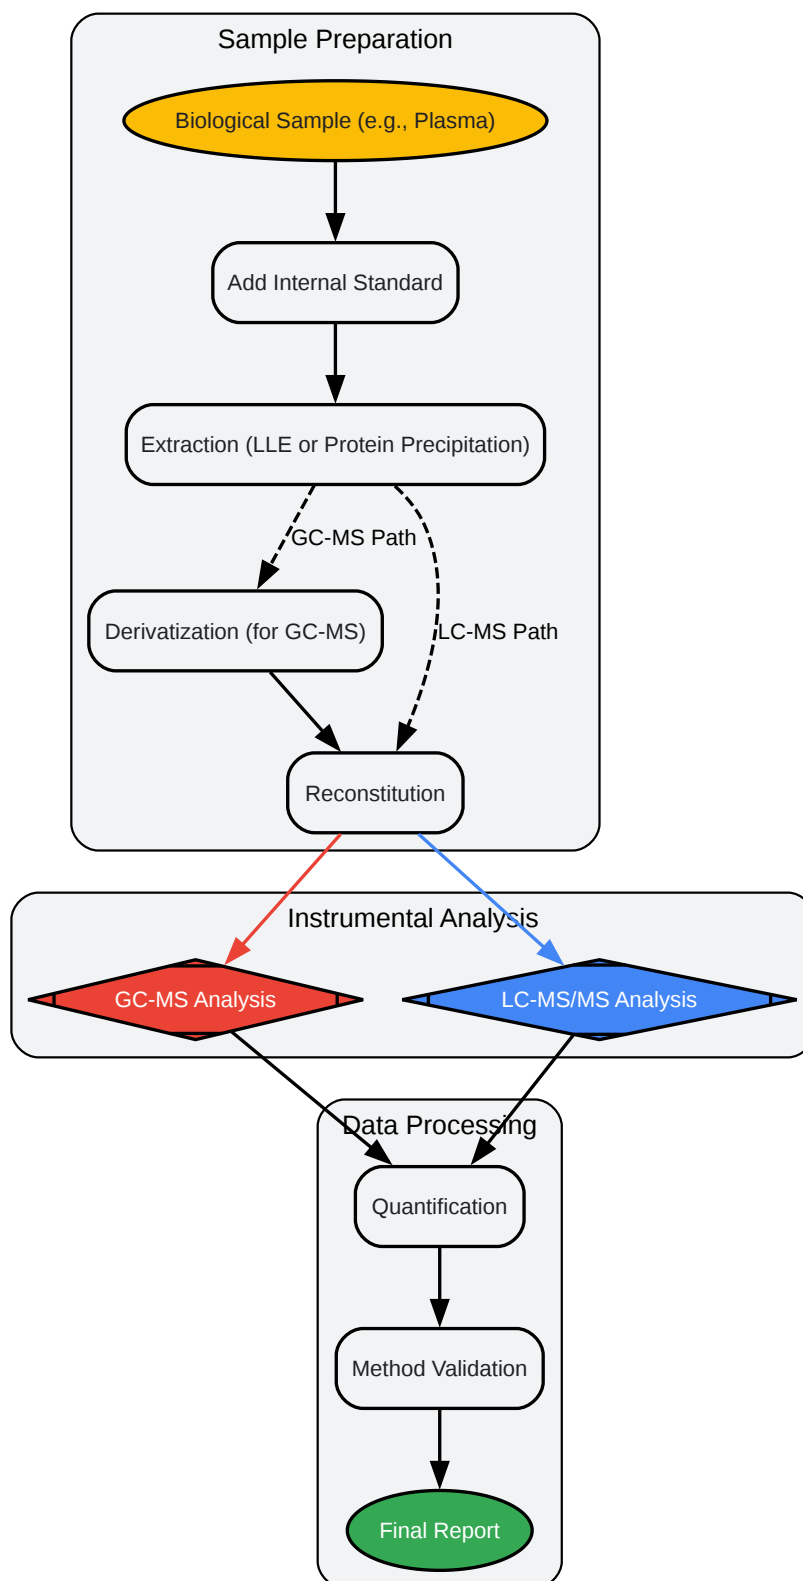 Sample Preparation
Biological Sample (e.g., Plasma)
Add Internal Standard
Extraction (LLE or Protein Precipitation)
GC-MS Path
Derivatization (for GC-MS)
LC-MS Path
Reconstitution
Instrumental Analysis
GC-MS Analysis
LC-MS/MS Analysis
Data Processing
Quantification
Method Validation
Final Report